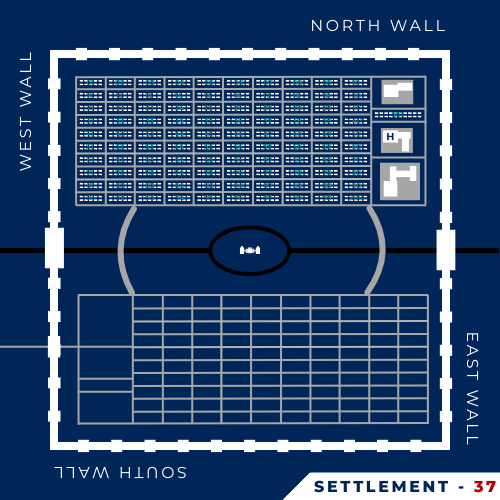 NORTH WALL
WEST WALL
H
EAST WALL
SOUTH WALL
SETTLEMENT - 37